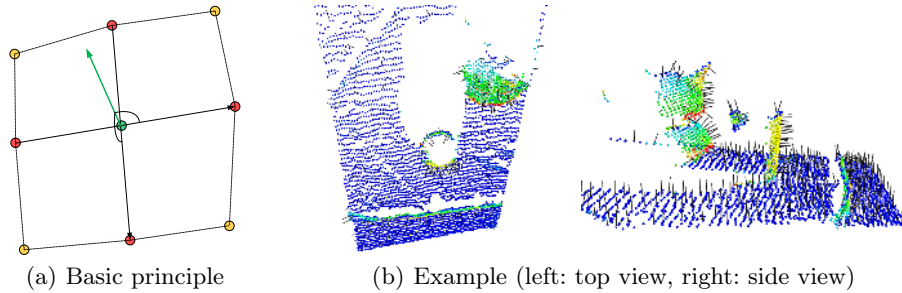 (a) Basic principle
(b) Example (left: top view, right: side view)